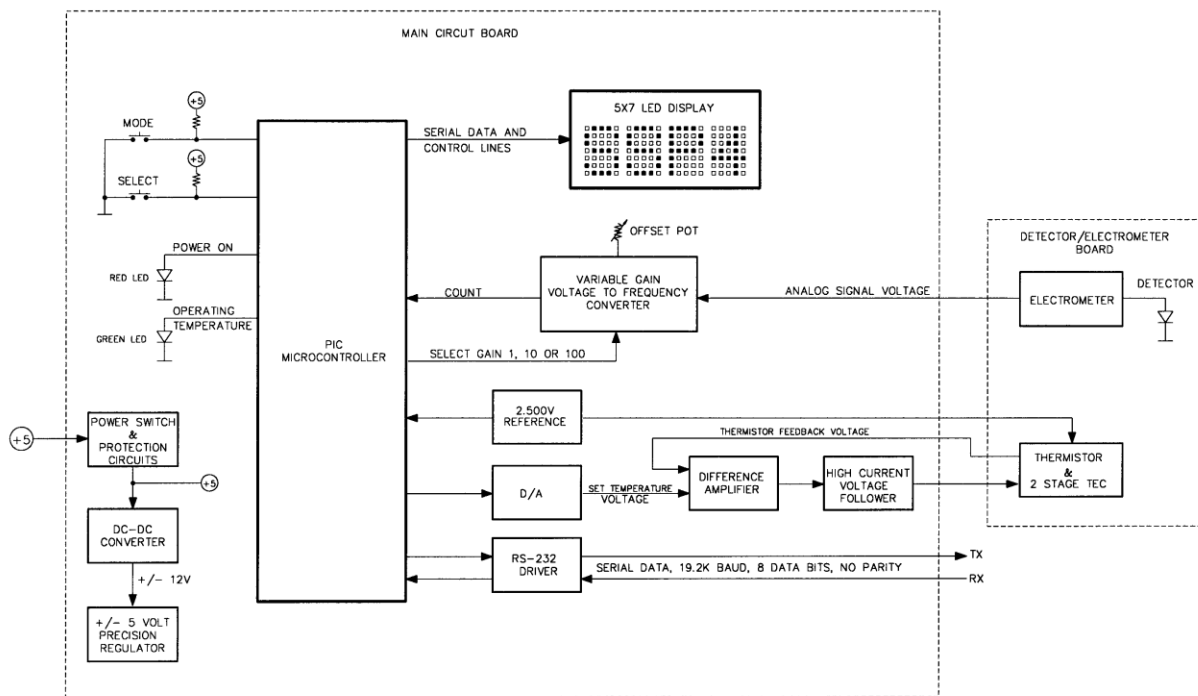 MAIN CIRCUT BOARD
+5
MODE
+5
SELECT
SERIAL DATA AND
CONTROL LINES
5X7 LED DISPLAY
POWER ON
RED LED
OPERATING
TEMPERATURE
GREEN LED
PIC
MICROCONTROLLER
OFFSET POT
VARIABLE GAIN
VOLTAGE TO FREQUENCY
CONVERTER
COUNT
SELECT GAIN 1, 10 OR 100
ANALOG SIGNAL VOLTAGE
DETECTOR/ELECTROMETER
BOARD
ELECTROMETER
DETECTOR
+5
POWER SWITCH
&
PROTECTION
CIRCUITS
+5
DC-DC
CONVERTER
+/- 12V
+/- 5 VOLT
PRECISION
REGULATOR
2.500V
REFERENCE
THERMISTOR FEEDBACK VOLTAGE
D/A
SET TEMPERATURE
VOLTAGE
DIFFERENCE
AMPLIFIER
HIGH CURRENT
VOLTAGE
FOLLOWER
THERMISTOR
&
2 STAGE TEC
RS-232
DRIVER
TX
SERIAL DATA, 19.2K BAUD, 8 DATA BITS, NO PARITY
RX